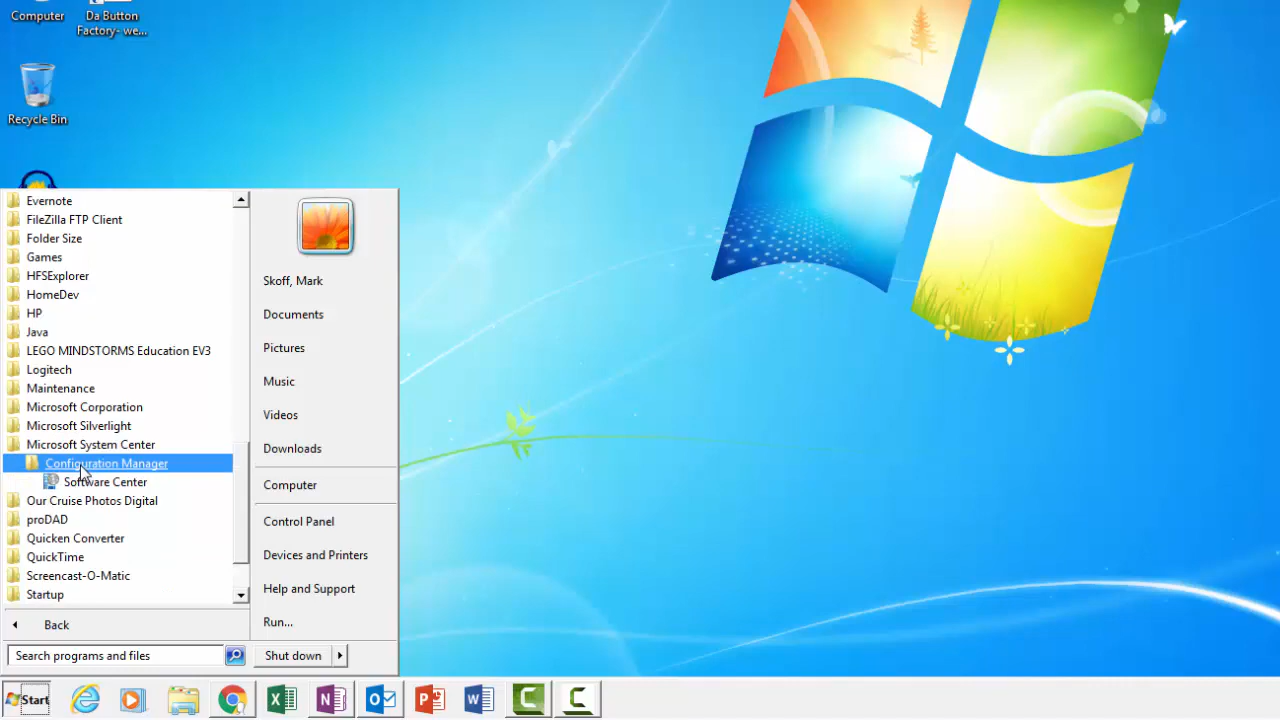 Computer
Da Button
Factory- we...
Recycle Bin
Evernote
FileZilla FTP Client
Folder Size
Games
HFSExplorer
HomeDev
HP
Java
LEGO MINDSTORMS Education EV3
Logitech
Maintenance
Microsoft Corporation
Microsoft Silverlight
Microsoft System Center
Configuration Manager
Software Center
Our Cruise Photos Digital
proDAD
Quicken Converter
QuickTime
Screencast-O-Matic
Startup
Back
Search programs and files
Skoff, Mark
Documents
Pictures
Music
Videos
Downloads
Computer
Control Panel
Devices and Printers
Help and Support
Run...
Shut down
Start